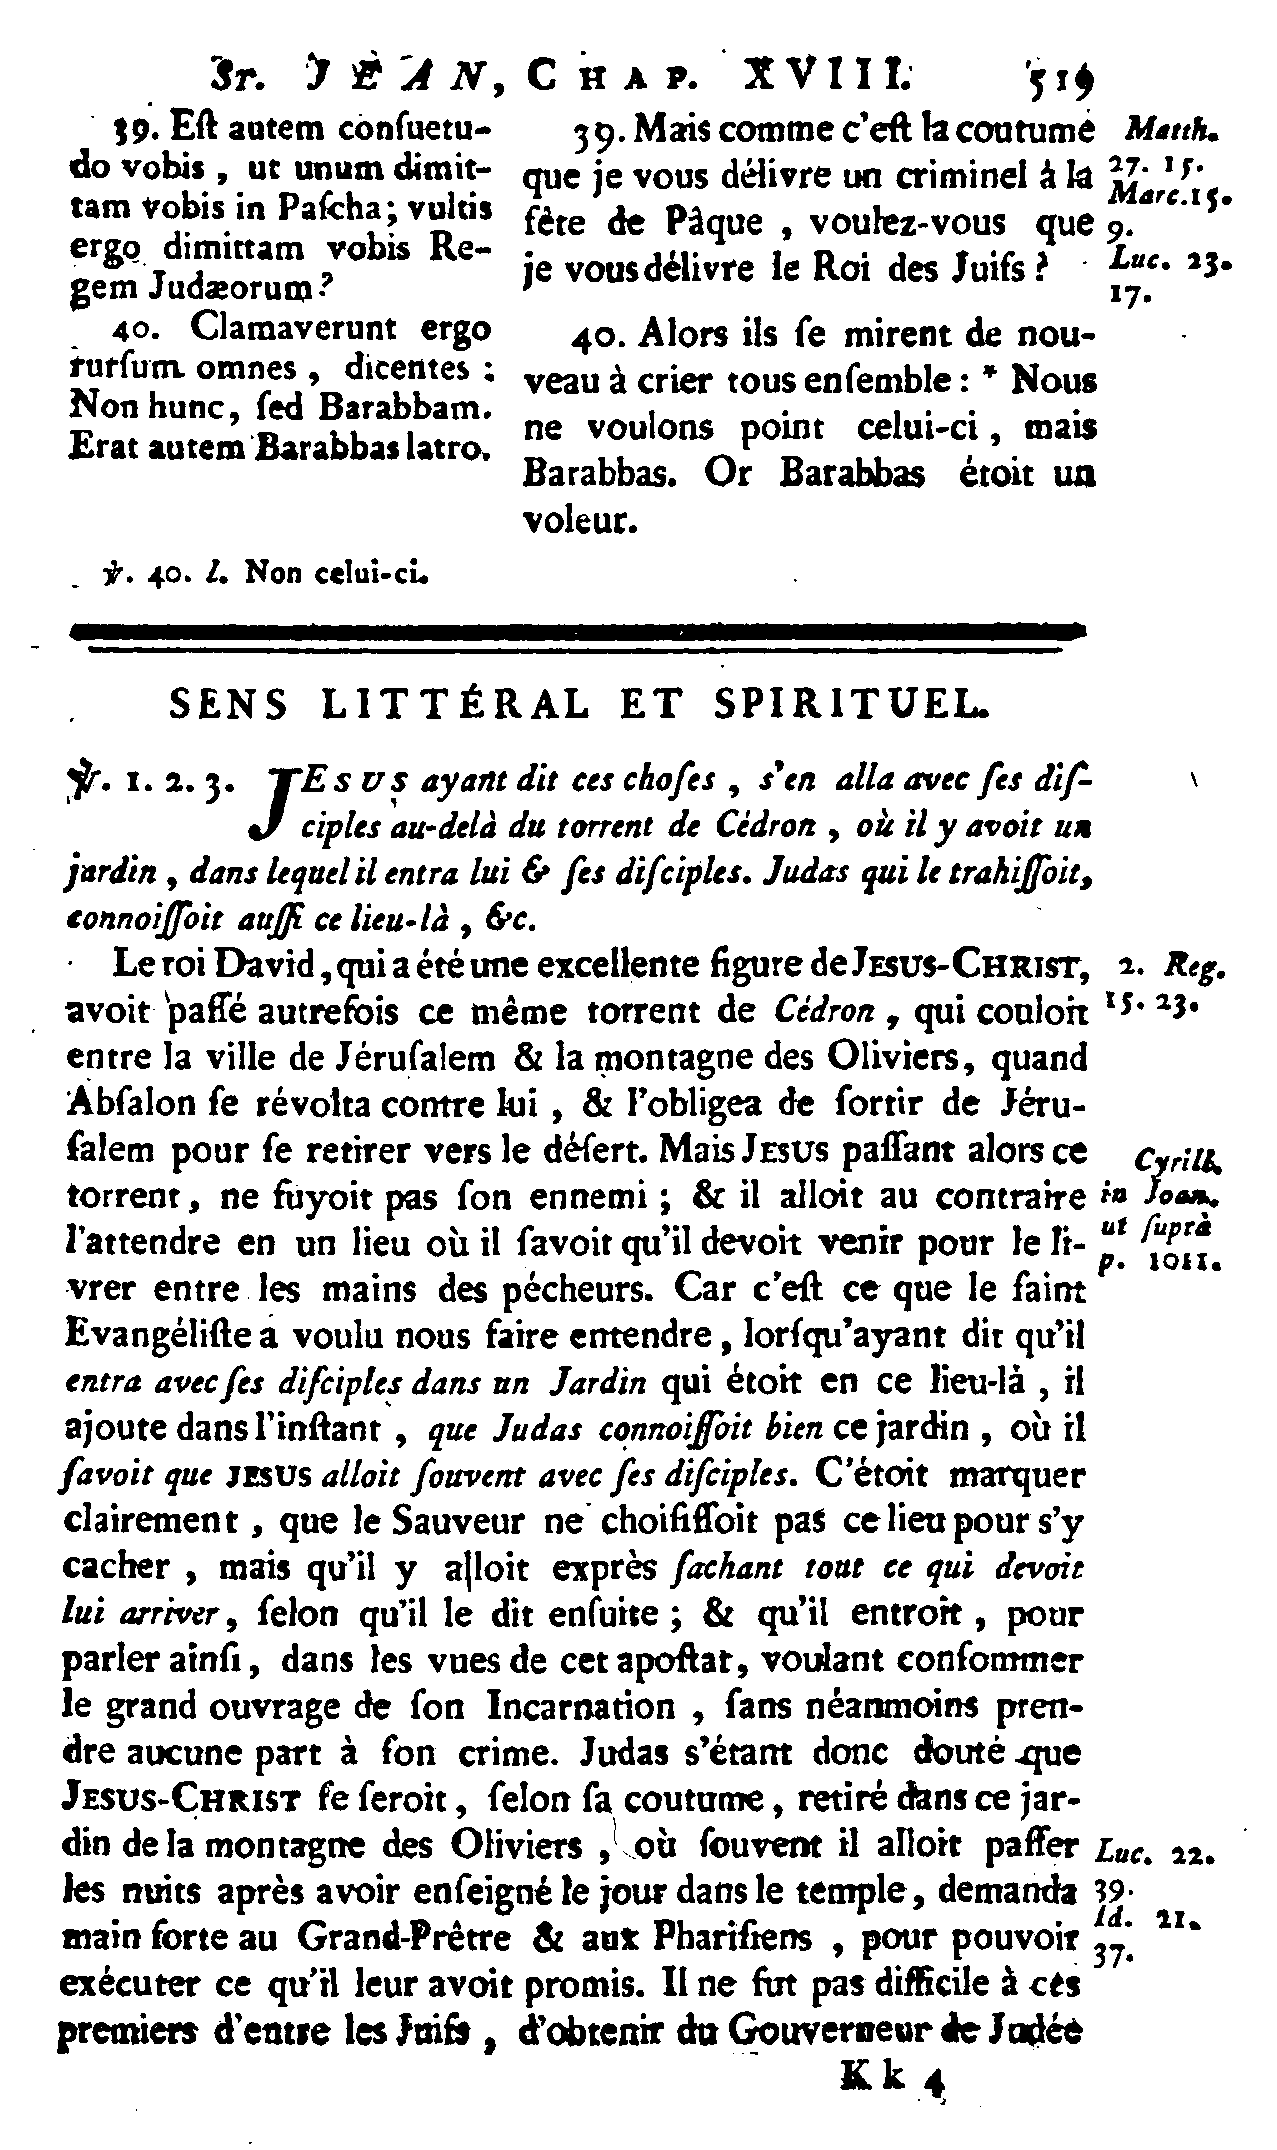 St. JEAN, CHAP. XVIII. 519
39. Eſt autem conſuetu-
do vobis, ut unum dimit-
tam vobis in Paſcha; vultis
ergo dimittam vobis Re-
gem Judæorum?
40. Clamaverunt ergo
rurſum omnes, dicentes:
Non hunc, ſed Barabbam.
Erat autem Barabbas latro.
39. Mais comme c'eſt la coutume
que je vous délivre un criminel à la
fête de Pâque, voulez-vous que
je vous délivre le Roi des Juifs?
40. Alors ils ſe mirent de nou-
veau à crier tous enſemble: * Nous
ne voulons point celui-ci, mais
Barabbas. Or Barabbas étoit un
voleur.
Matth.
27. 15.
Marc. 15.
9.
Luc. 23.
17.
℣. 40. l. Non celui-ci.
SENS LITTÉRAL ET SPIRITUEL.
℣. 1. 2. 3. JESUS ayant dit ces choſes, s'en alla avec ſes diſ-
ciples au-delà du torrent de Cédron, où il y avoit un
jardin, dans lequel il entra lui & ſes diſciples. Judas qui le trahiſſoit,
connoiſſoit auſſi ce lieu-là, &c.
Le roi David, qui a été une excellente figure de JESUS-CHRIST,
avoit paſſé autrefois ce même torrent de Cédron, qui couloit
entre la ville de Jéruſalem & la montagne des Oliviers, quand
Abſalon ſe révolta contre lui, & l'obligea de ſortir de Jéru-
ſalem pour ſe retirer vers le déſert. Mais JESUS paſſant alors ce
torrent, ne fuyoit pas ſon ennemi; & il alloit au contraire
l'attendre en un lieu où il ſavoit qu'il devoit venir pour le li-
vrer entre les mains des pécheurs. Car c'eſt ce que le ſaint
Evangéliſte a voulu nous faire entendre, lorſqu'ayant dit qu'il
entra avec ſes diſciples dans un Jardin qui étoit en ce lieu-là, il
ajoute dans l'inſtant, que Judas connoiſſoit bien ce jardin, où il
ſavoit que JESUS alloit ſouvent avec ſes diſciples. C'étoit marquer
clairement, que le Sauveur ne choiſiſſoit pas ce lieu pour s'y
cacher, mais qu'il y alloit exprès ſachant tout ce qui devoit
lui arriver, ſelon qu'il le dit enſuite; & qu'il entroit, pour
parler ainſi, dans les vues de cet apoſtat, voulant conſommer
le grand ouvrage de ſon Incarnation, ſans néanmoins pren-
dre aucune part à ſon crime. Judas s'étant donc douté que
JESUS-CHRIST ſe ſeroit, ſelon ſa coutume, retiré dans ce jar-
din de la montagne des Oliviers, où ſouvent il alloit paſſer
les nuits après avoir enſeigné le jour dans le temple, demanda
main forte au Grand-Prêtre & aux Phariſiens, pour pouvoir
exécuter ce qu'il leur avoit promis. Il ne fut pas difficile à ces
premiers d'entre les Juifs, d'obtenir du Gouverneur de Judée
2. Reg.
15. 23.
Cyrill.
in Joan.
ut ſuprà
p. 1011.
Luc. 22.
39.
Id. 21.
37.
Kk 4